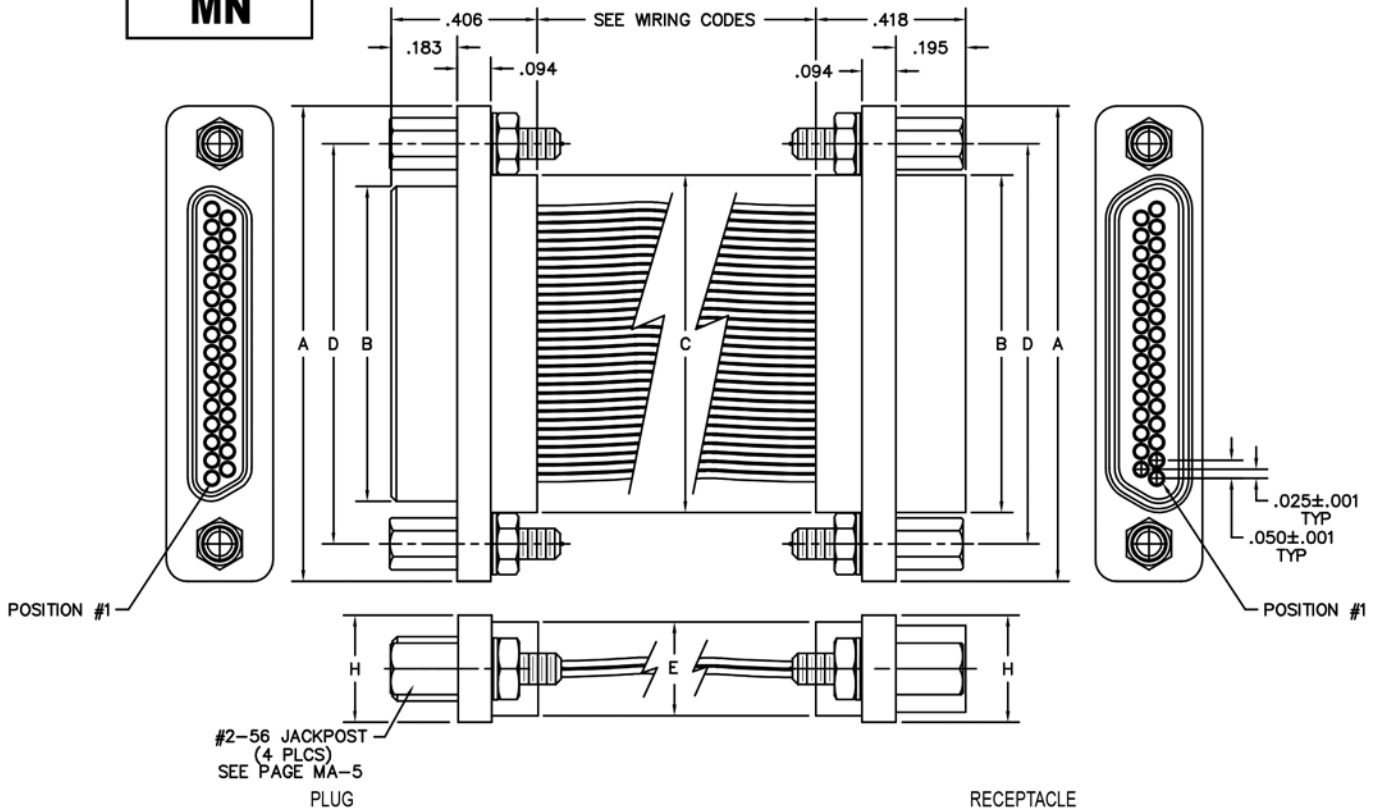 MN
.406
SEE WIRING CODES
.418
.183
.195
.094
.094
A
D
B
C
B
D
A
.025±.001
TYP
.050±.001
TYP
POSITION #1
POSITION #1
H
E
H
#2-56 JACKPOST
(4 PLCS)
SEE PAGE MA-5
PLUG
RECEPTACLE